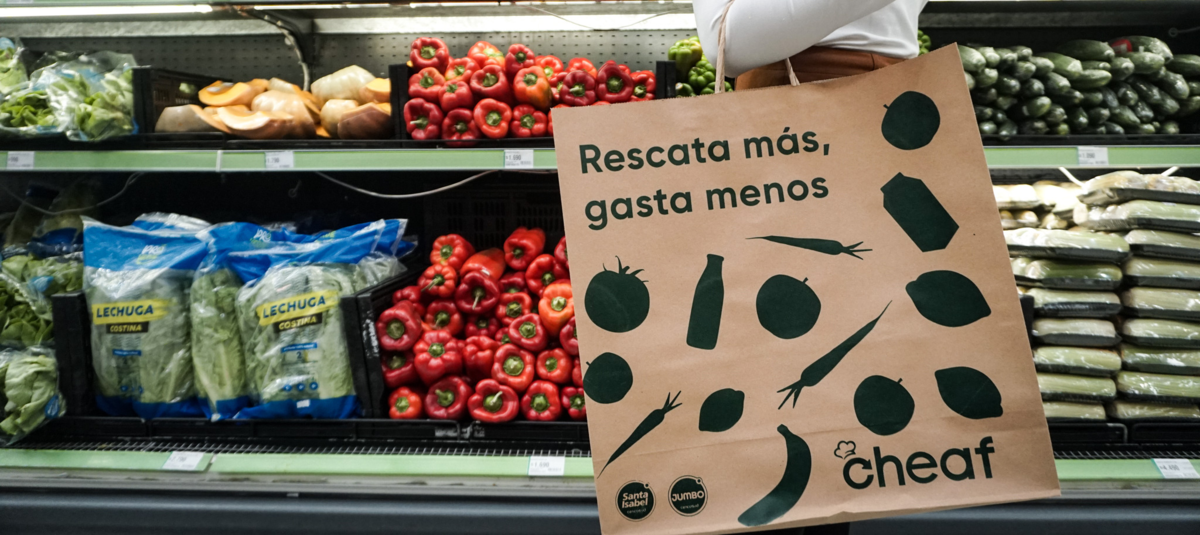 Rescata más,
gasta menos
LECHUGA
COSTINA
LECHUGA
COSTINA
cheaf
Santa
Isabel
JUMBO